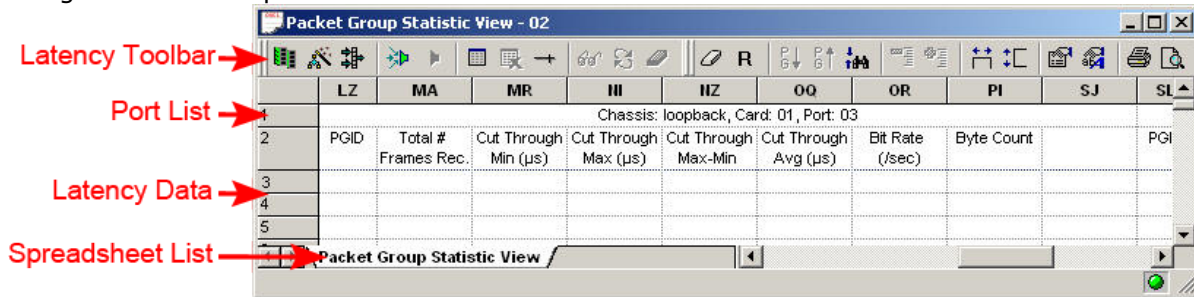 Packet Group Statistic View - 02
Latency Toolbar
R
Port List
LZ MA MR NI NZ OQ OR PI SJ SL
1 Chassis: loopback, Card: 01, Port: 03
2 PGID Total # Cut Through Cut Through Cut Through Cut Through Bit Rate Byte Count PGI
Frames Rec. Min (µs) Max (µs) Max-Min Avg (µs) (/sec)
Latency Data
3
4
5
Spreadsheet List
Packet Group Statistic View